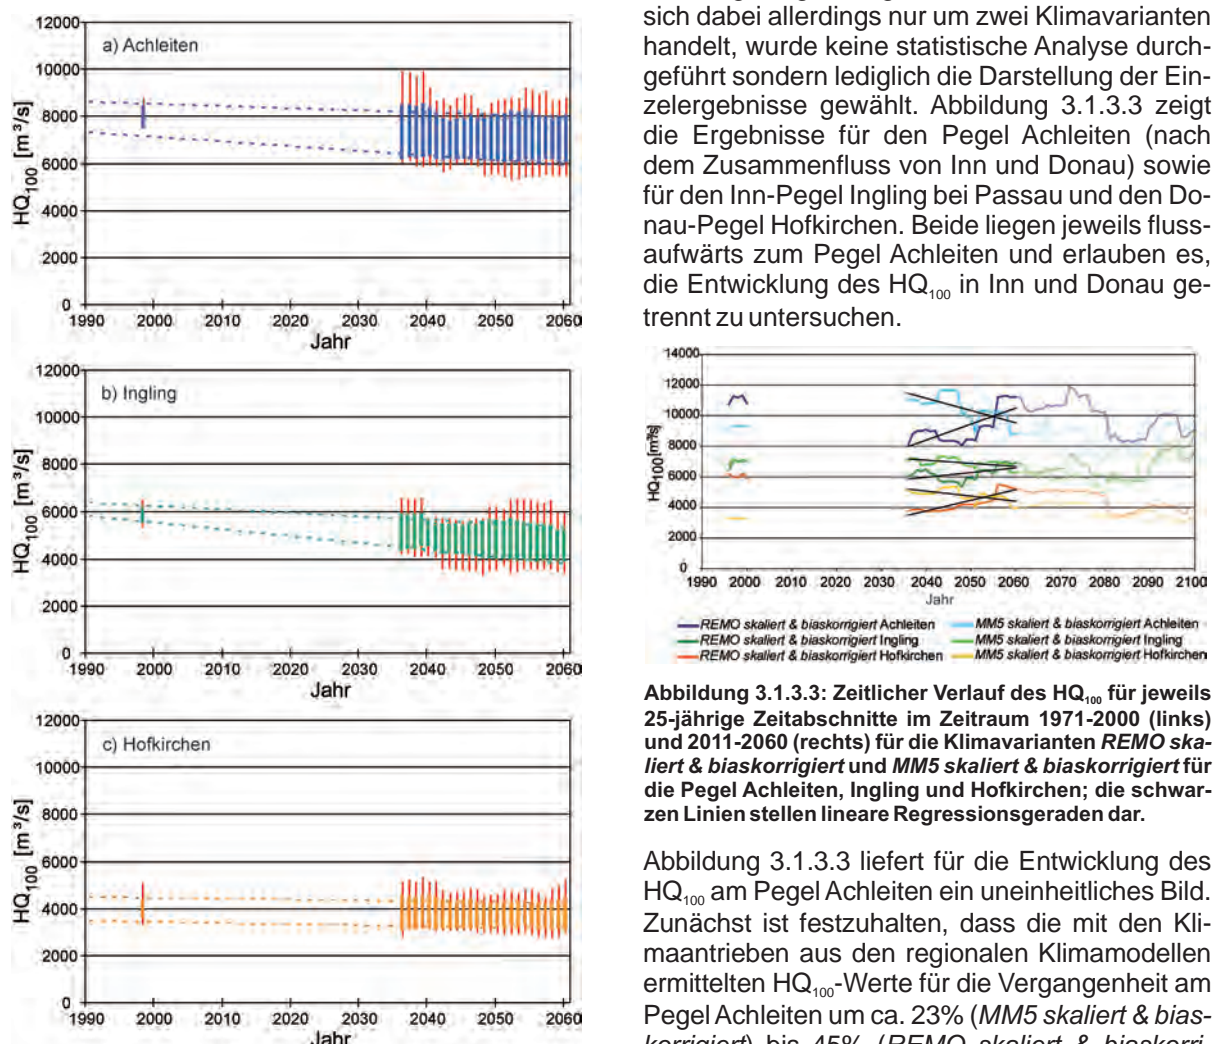 12000
10000
8000
6000
4000
2000
0
HQ100 [m³/s]
a) Achleiten
1990 2000 2010 2020 2030 2040 2050 2060
Jahr
12000
10000
8000
6000
4000
2000
0
HQ100 [m³/s]
b) Ingling
1990 2000 2010 2020 2030 2040 2050 2060
Jahr
12000
10000
8000
6000
4000
2000
0
HQ100 [m³/s]
c) Hofkirchen
1990 2000 2010 2020 2030 2040 2050 2060
Jahr
sich dabei allerdings nur um zwei Klimavarianten
handelt, wurde keine statistische Analyse durch-
geführt sondern lediglich die Darstellung der Ein-
zelergebnisse gewählt. Abbildung 3.1.3.3 zeigt
die Ergebnisse für den Pegel Achleiten (nach
dem Zusammenfluss von Inn und Donau) sowie
für den Inn-Pegel Ingling bei Passau und den Do-
nau-Pegel Hofkirchen. Beide liegen jeweils fluss-
aufwärts zum Pegel Achleiten und erlauben es,
die Entwicklung des HQ100 in Inn und Donau ge-
trennt zu untersuchen.
14000
12000
10000
8000
6000
4000
2000
0
HQ100[m³/s]
1990 2000 2010 2020 2030 2040 2050 2060 2070 2080 2090 2100
Jahr
REMO skaliert & biaskorrigiert Achleiten MM5 skaliert & biaskorrigiert Achleiten
REMO skaliert & biaskorrigiert Ingling MM5 skaliert & biaskorrigiert Ingling
REMO skaliert & biaskorrigiert Hofkirchen MM5 skaliert & biaskorrigiert Hofkirchen
Abbildung 3.1.3.3: Zeitlicher Verlauf des HQ100 für jeweils
25-jährige Zeitabschnitte im Zeitraum 1971-2000 (links)
und 2011-2060 (rechts) für die Klimavarianten REMO ska-
liert & biaskorrigiert und MM5 skaliert & biaskorrigiert für
die Pegel Achleiten, Ingling und Hofkirchen; die schwar-
zen Linien stellen lineare Regressionsgeraden dar.
Abbildung 3.1.3.3 liefert für die Entwicklung des
HQ100 am Pegel Achleiten ein uneinheitliches Bild.
Zunächst ist festzuhalten, dass die mit den Kli-
maantrieben aus den regionalen Klimamodellen
ermittelten HQ100-Werte für die Vergangenheit am
Pegel Achleiten um ca. 23% (MM5 skaliert & bias-
korrigiert) bis 45% (REMO skaliert & biaskorri-